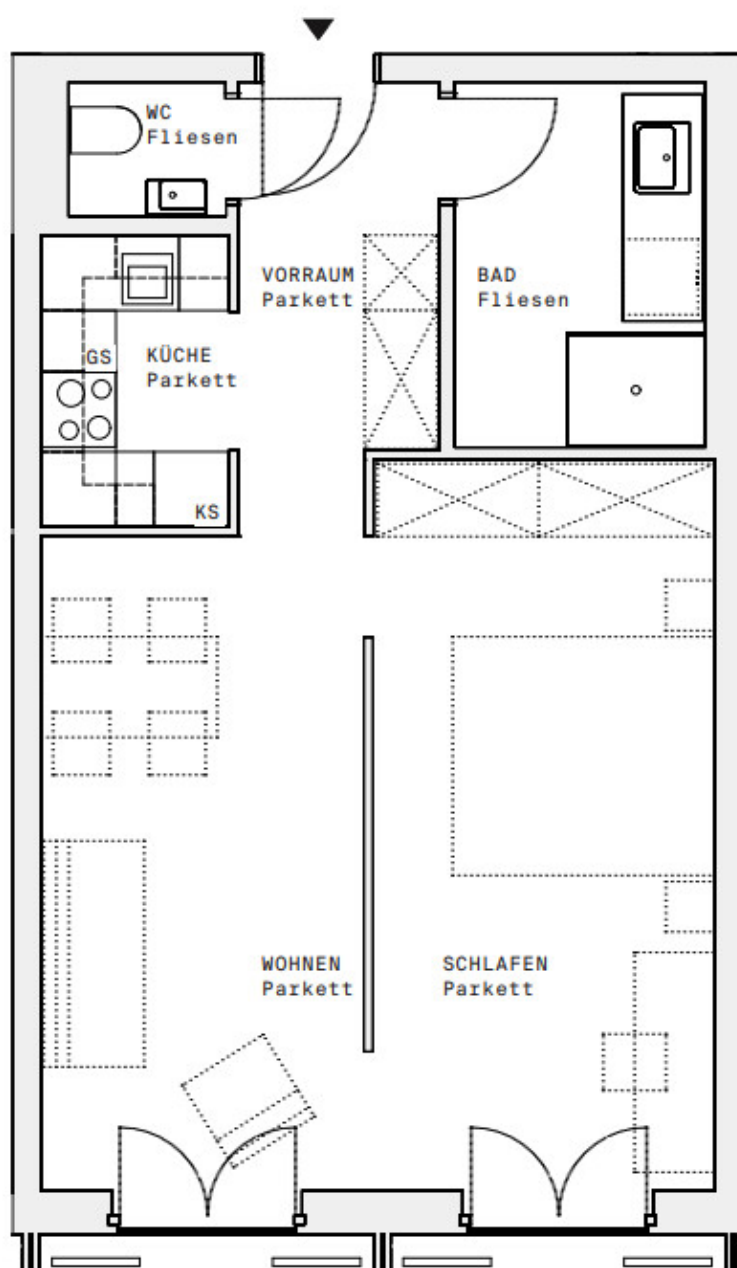 WC
Fliesen
VORRAUM
Parkett
BAD
Fliesen
GS
KÜCHE
Parkett
KS
WOHNEN
Parkett
SCHLAFEN
Parkett